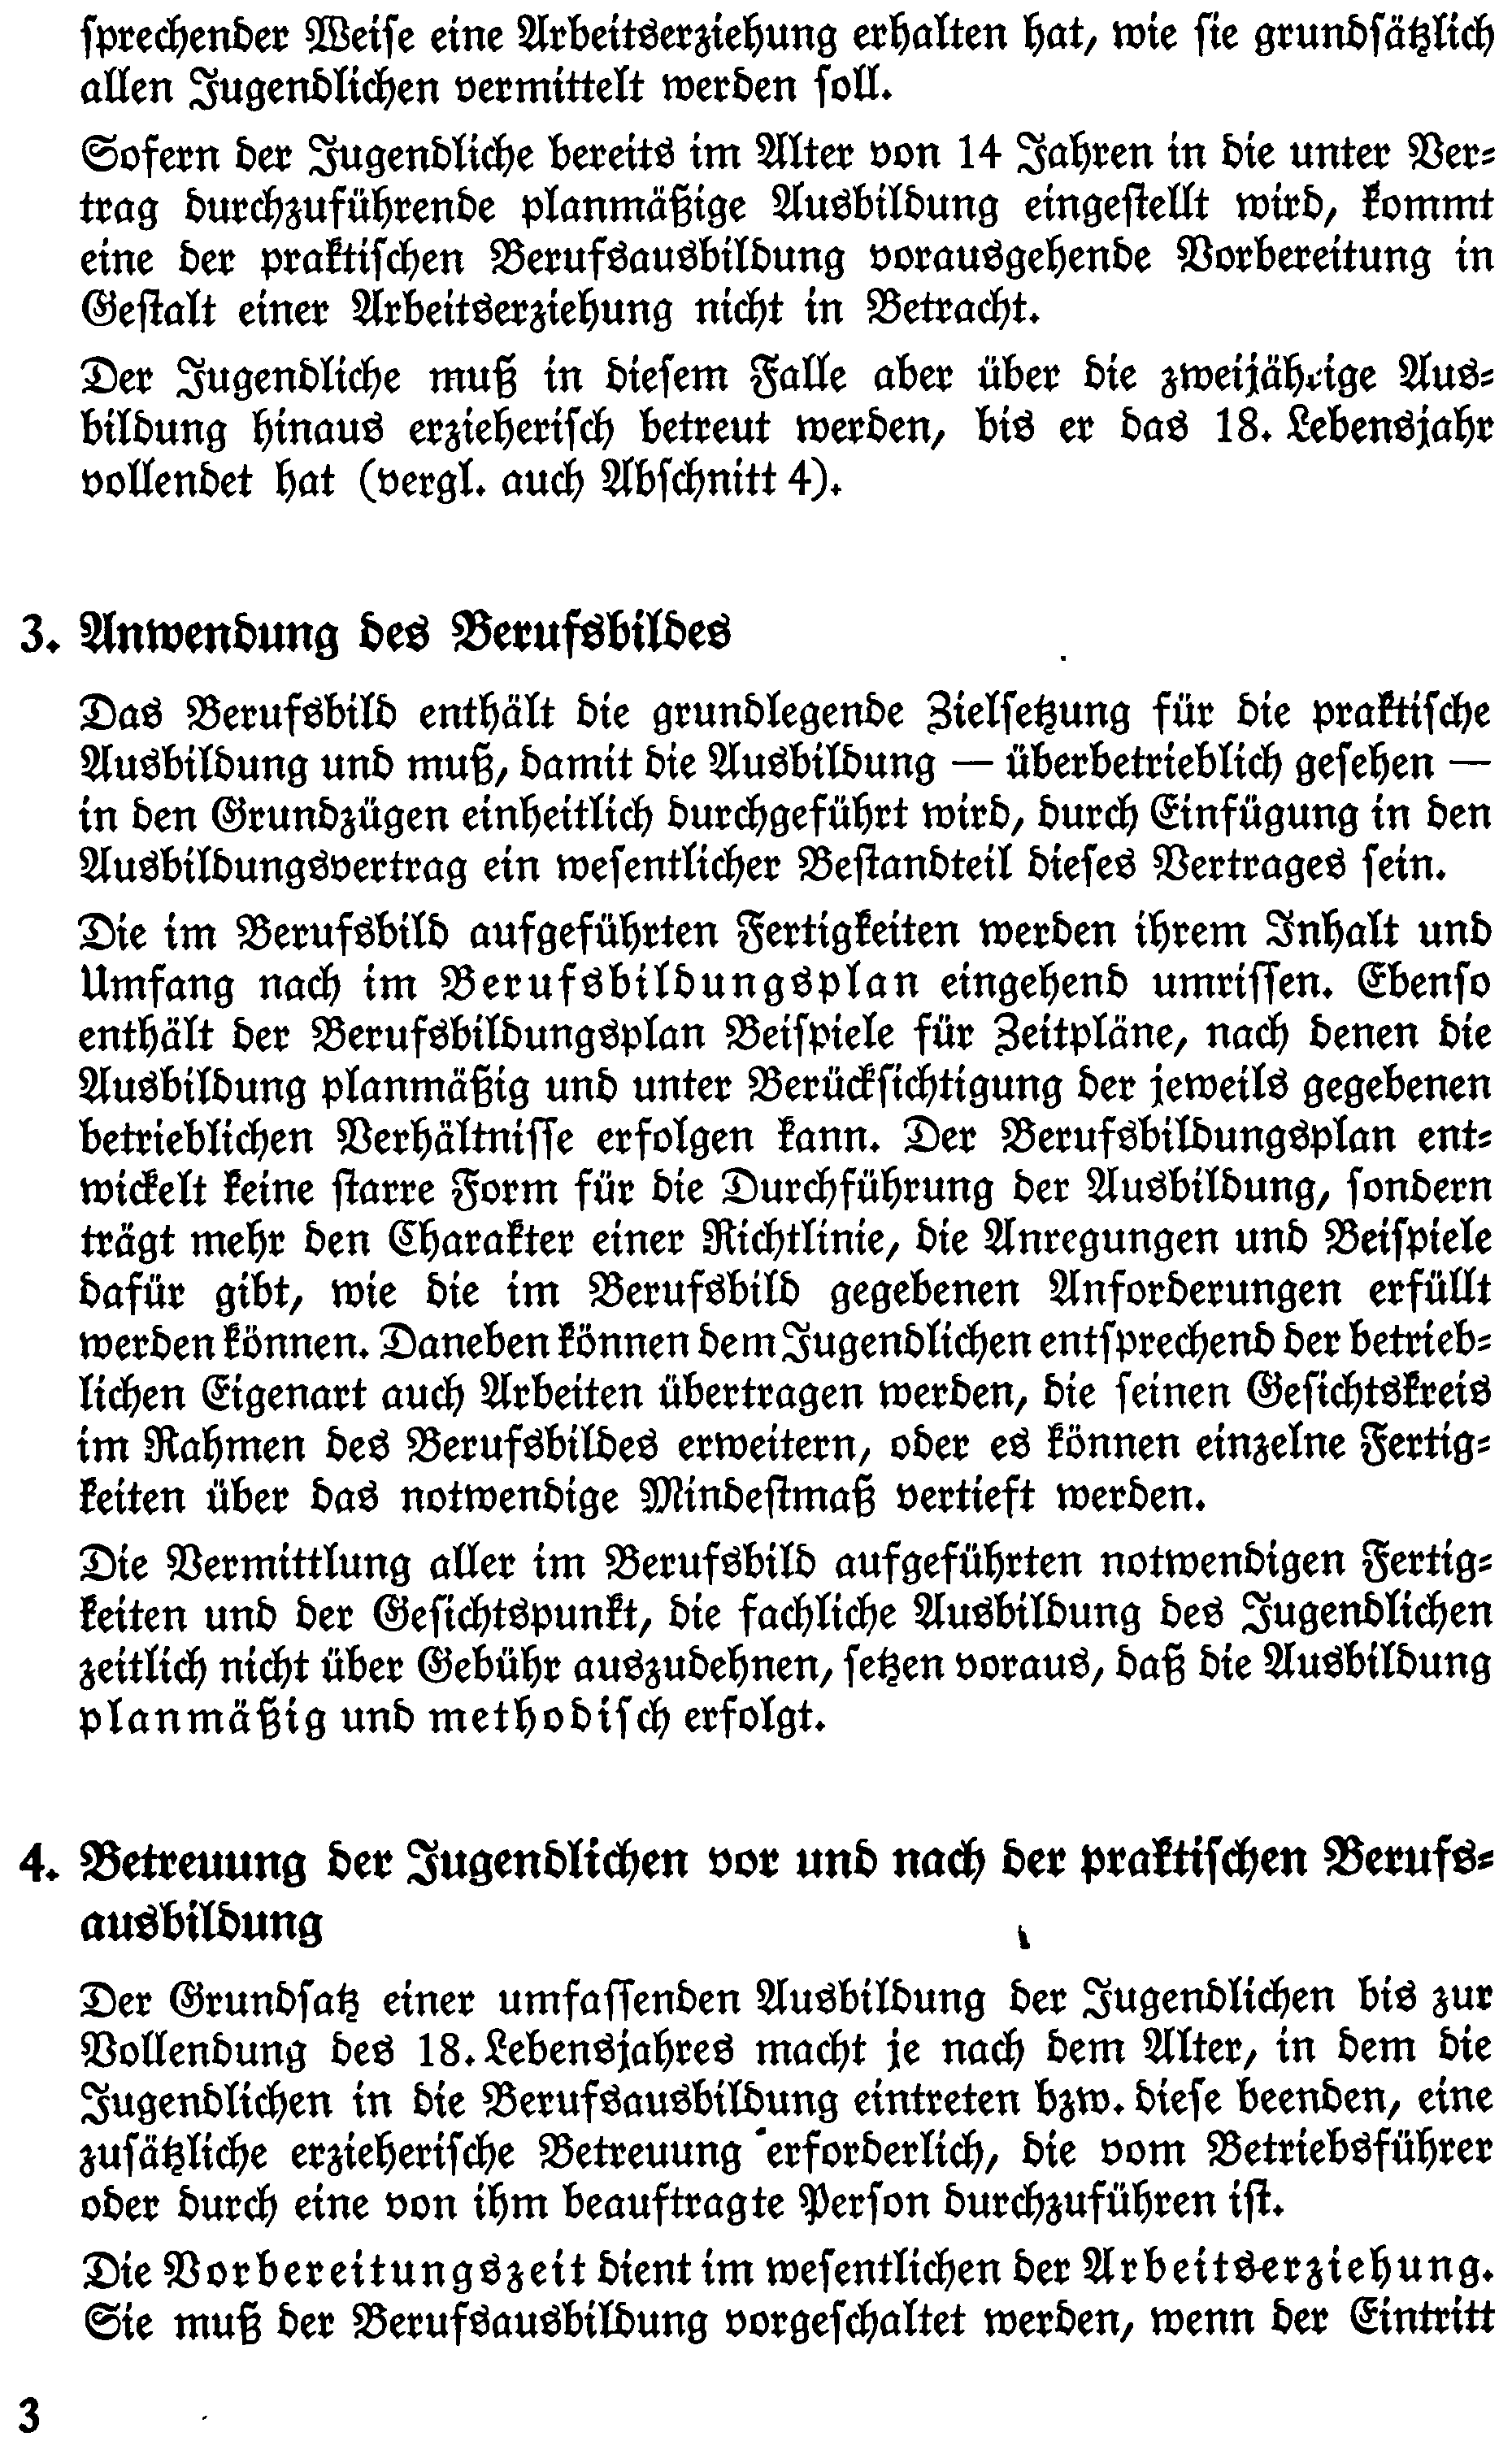 sprechender Weise eine Arbeitserziehung erhalten hat, wie sie grundsätzlich
allen Jugendlichen vermittelt werden soll.
Sofern der Jugendliche bereits im Alter von 14 Jahren in die unter Ver-
trag durchzuführende planmäßige Ausbildung eingestellt wird, kommt
eine der praktischen Berufsausbildung vorausgehende Vorbereitung in
Gestalt einer Arbeitserziehung nicht in Betracht.
Der Jugendliche muß in diesem Falle aber über die zweijährige Aus-
bildung hinaus erzieherisch betreut werden, bis er das 18. Lebensjahr
vollendet hat (vergl. auch Abschnitt 4).
3. Anwendung des Berufsbildes
Das Berufsbild enthält die grundlegende Zielsetzung für die praktische
Ausbildung und muß, damit die Ausbildung — überbetrieblich gesehen —
in den Grundzügen einheitlich durchgeführt wird, durch Einfügung in den
Ausbildungsvertrag ein wesentlicher Bestandteil dieses Vertrages sein.
Die im Berufsbild aufgeführten Fertigkeiten werden ihrem Inhalt und
Umfang nach im Berufsbildungsplan eingehend umrissen. Ebenso
enthält der Berufsbildungsplan Beispiele für Zeitpläne, nach denen die
Ausbildung planmäßig und unter Berücksichtigung der jeweils gegebenen
betrieblichen Verhältnisse erfolgen kann. Der Berufsbildungsplan ent-
wickelt keine starre Form für die Durchführung der Ausbildung, sondern
trägt mehr den Charakter einer Richtlinie, die Anregungen und Beispiele
dafür gibt, wie die im Berufsbild gegebenen Anforderungen erfüllt
werden können. Daneben können dem Jugendlichen entsprechend der betrieb-
lichen Eigenart auch Arbeiten übertragen werden, die seinen Gesichtskreis
im Rahmen des Berufsbildes erweitern, oder es können einzelne Fertig-
keiten über das notwendige Mindestmaß vertieft werden.
Die Vermittlung aller im Berufsbild aufgeführten notwendigen Fertig-
keiten und der Gesichtspunkt, die fachliche Ausbildung des Jugendlichen
zeitlich nicht über Gebühr auszudehnen, setzen voraus, daß die Ausbildung
planmäßig und methodisch erfolgt.
4. Betreuung der Jugendlichen vor und nach der praktischen Berufs-
ausbildung
Der Grundsatz einer umfassenden Ausbildung der Jugendlichen bis zur
Vollendung des 18. Lebensjahres macht je nach dem Alter, in dem die
Jugendlichen in die Berufsausbildung eintreten bzw. diese beenden, eine
zusätzliche erzieherische Betreuung erforderlich, die vom Betriebsführer
oder durch eine von ihm beauftragte Person durchzuführen ist.
Die Vorbereitungszeit dient im wesentlichen der Arbeitserziehung.
Sie muß der Berufsausbildung vorgeschaltet werden, wenn der Eintritt
3